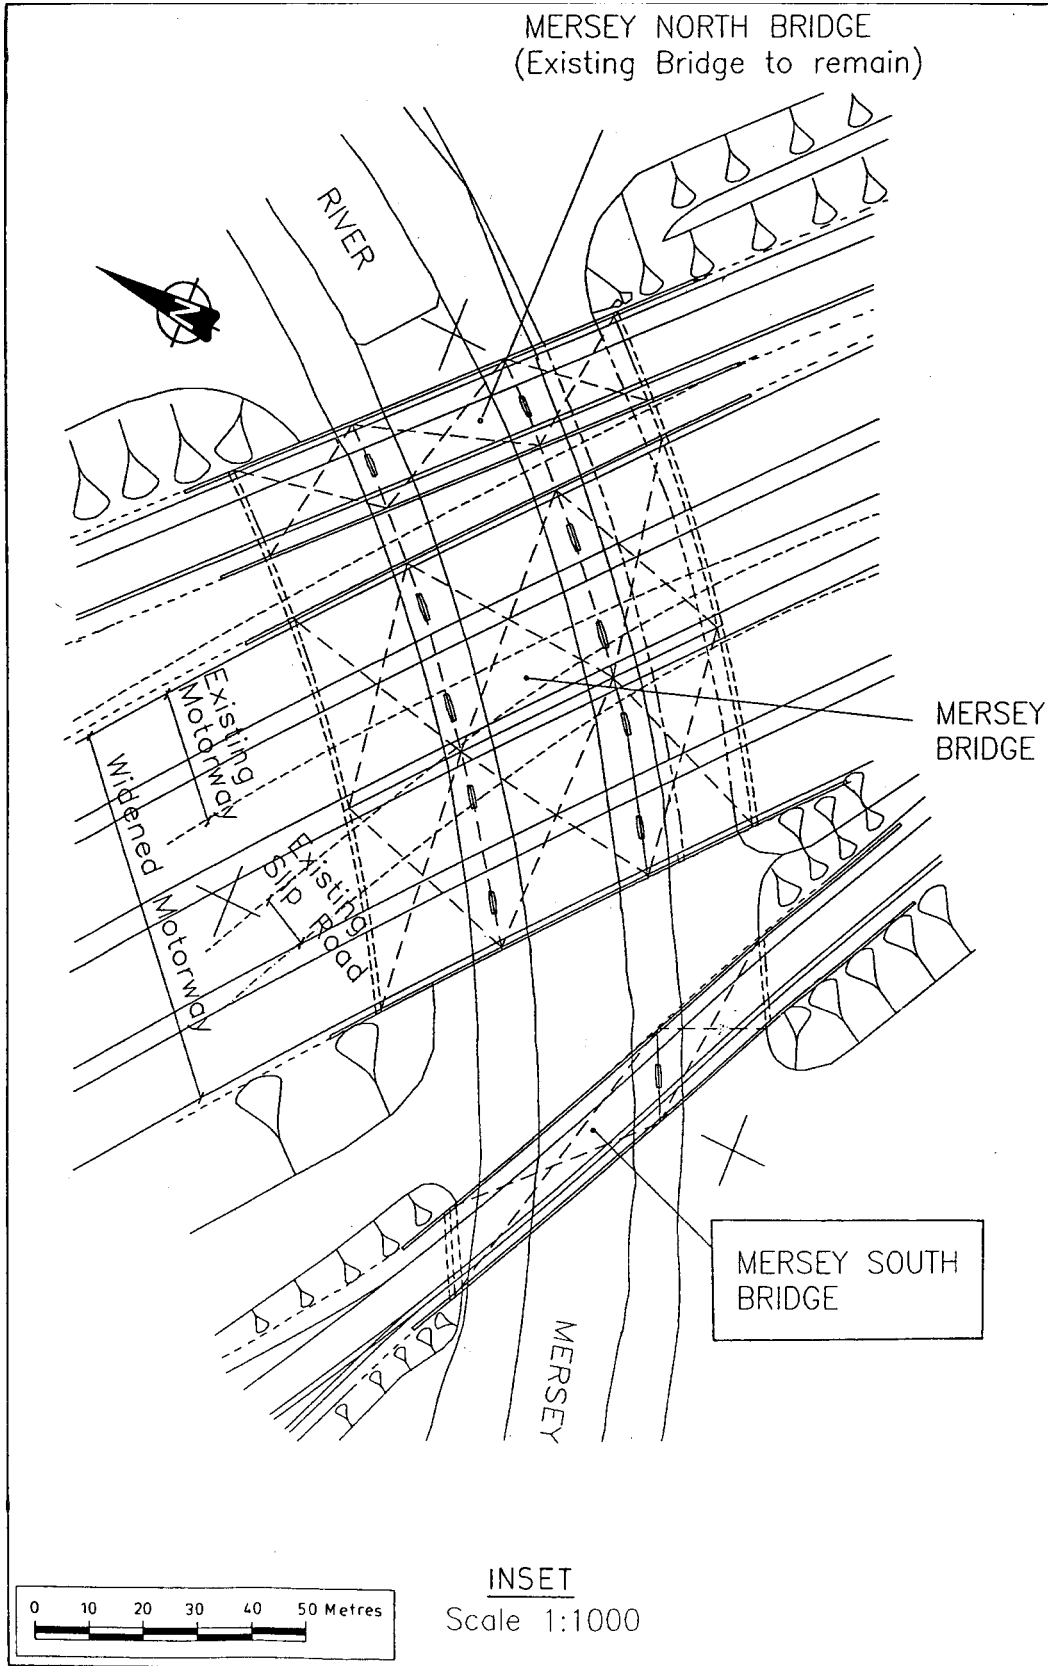 MERSEY NORTH BRIDGE
(Existing Bridge to remain)
RIVER
N
Existing
Motorway
Widened Motorway
Existing
Slip Road
MERSEY
BRIDGE
MERSEY SOUTH
BRIDGE
MERSEY
INSET
Scale 1:1000
0 10 20 30 40 50 Metres